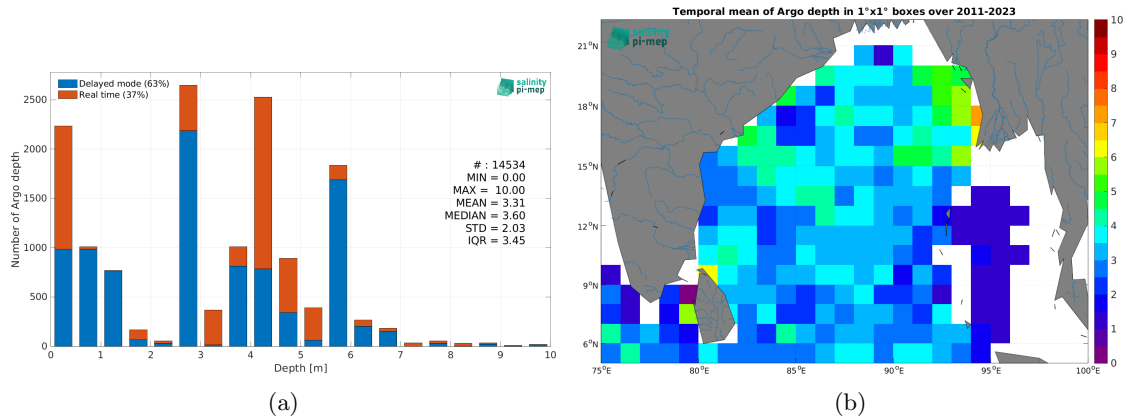 salinity
pi-mep
Delayed mode (63%)
Real time (37%)
# : 14534
MIN = 0.00
MAX = 10.00
MEAN = 3.31
MEDIAN = 3.60
STD = 2.03
IQR = 3.45
Number of Argo depth
2500
2000
1500
1000
500
0
0 1 2 3 4 5 6 7 8 9 10
Depth [m]
(a)
Temporal mean of Argo depth in 1°x1° boxes over 2011-2023
salinity
pi-mep
21°N
18°N
15°N
12°N
9°N
6°N
75°E 80°E 85°E 90°E 95°E 100°E
10
9
8
7
6
5
4
3
2
1
0
(b)